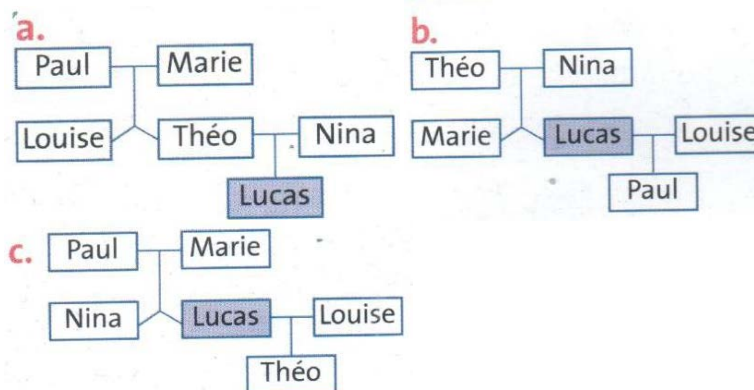 a.
Paul Marie
Louise Théo Nina
Lucas
b.
Théo Nina
Marie Lucas Louise
Paul
c.
Paul Marie
Nina Lucas Louise
Théo